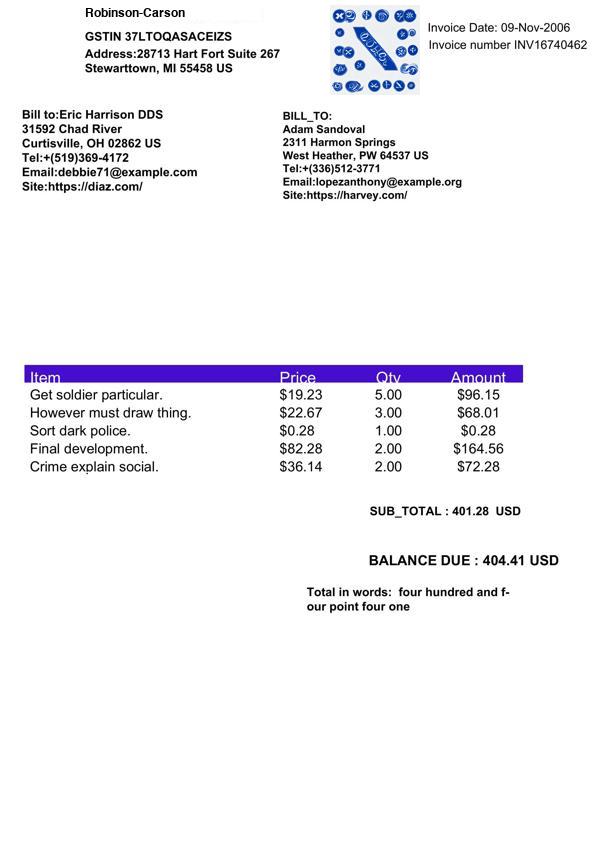 Robinson-Carson
GSTIN 37LTOQASACEIZS
Address:28713 Hart Fort Suite 267
Stewarttown, MI 55458 US
Invoice Date: 09-Nov-2006
Invoice number INV16740462
Bill to:Eric Harrison DDS
31592 Chad River
Curtisville, OH 02862 US
Tel:+(519)369-4172
Email:debbie71@example.com
Site:https://diaz.com/
BILL_TO:
Adam Sandoval
2311 Harmon Springs
West Heather, PW 64537 US
Tel:+(336)512-3771
Email:lopezanthony@example.org
Site:https://harvey.com/
Item Price Qty Amount
Get soldier particular. $19.23 5.00 $96.15
However must draw thing. $22.67 3.00 $68.01
Sort dark police. $0.28 1.00 $0.28
Final development. $82.28 2.00 $164.56
Crime explain social. $36.14 2.00 $72.28
SUB_TOTAL : 401.28 USD
BALANCE DUE : 404.41 USD
Total in words: four hundred and f-
our point four one